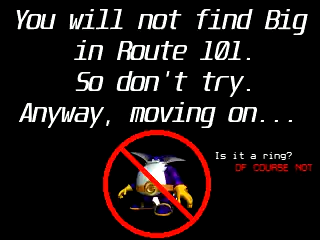 You will not find Big
in Route 101.
So don't try.
Anyway, moving on...
Is it a ring?
OF COURSE NOT